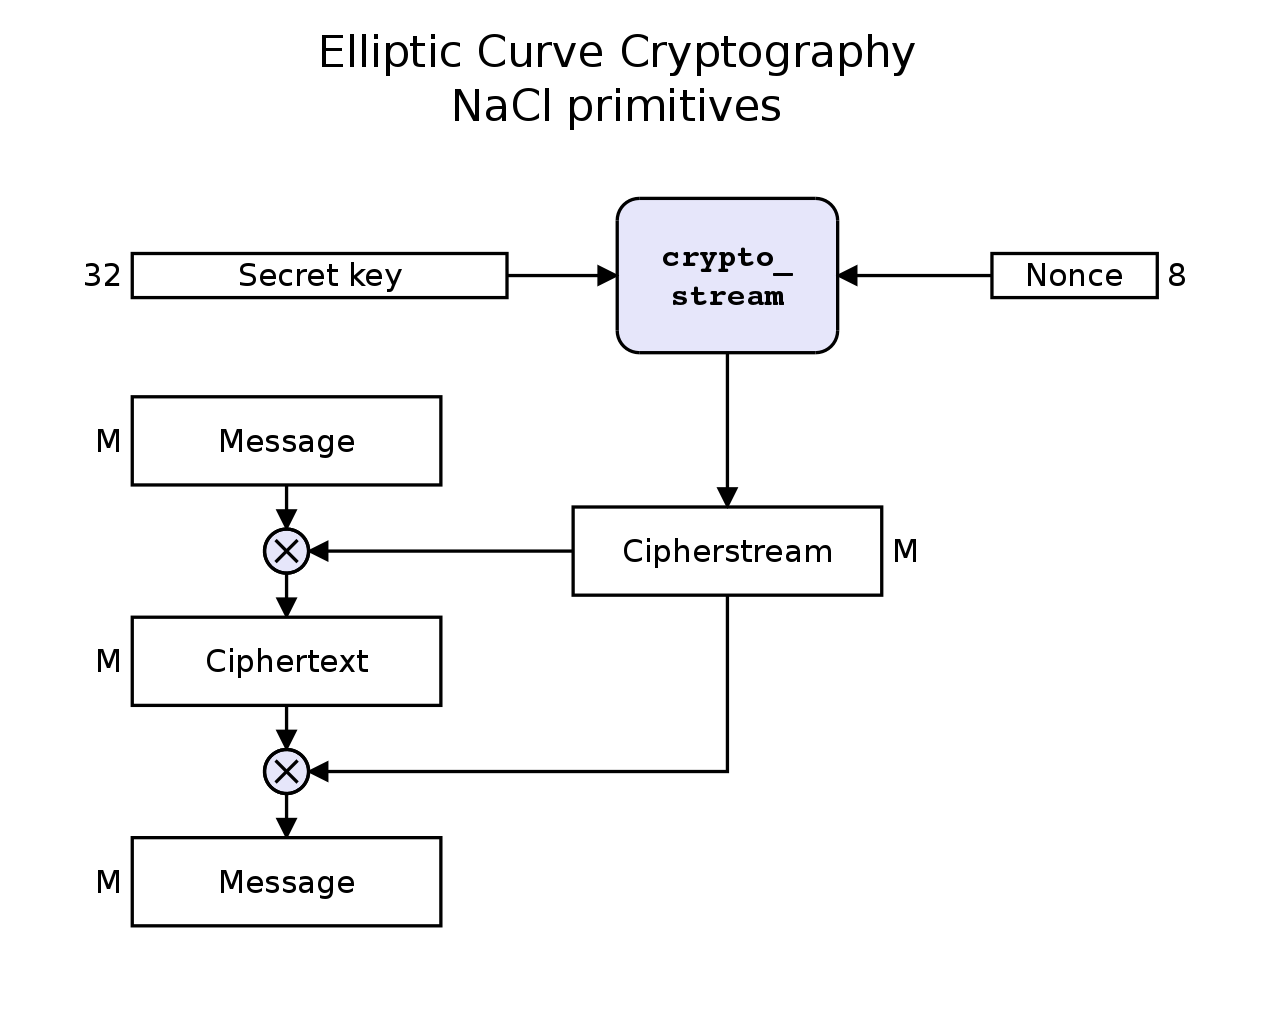 Elliptic Curve Cryptography
NaCl primitives
32 Secret key
crypto_
stream
Nonce 8
M Message
Cipherstream M
M Ciphertext
M Message